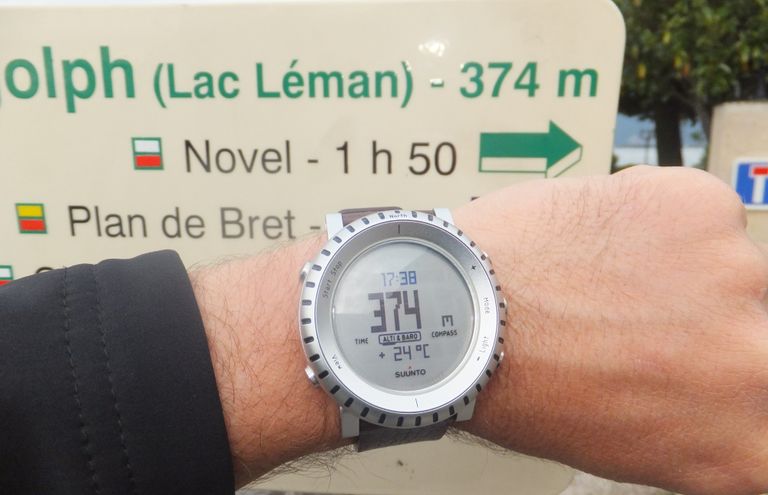 olph (Lac Léman) - 374 m
Novel - 1 h 50
Plan de Bret -
North
Start Stop
17:38
374 m
TIME ALTI & BARO COMPASS
+ 24 °C
SUUNTO
View
+ Mode
- Light